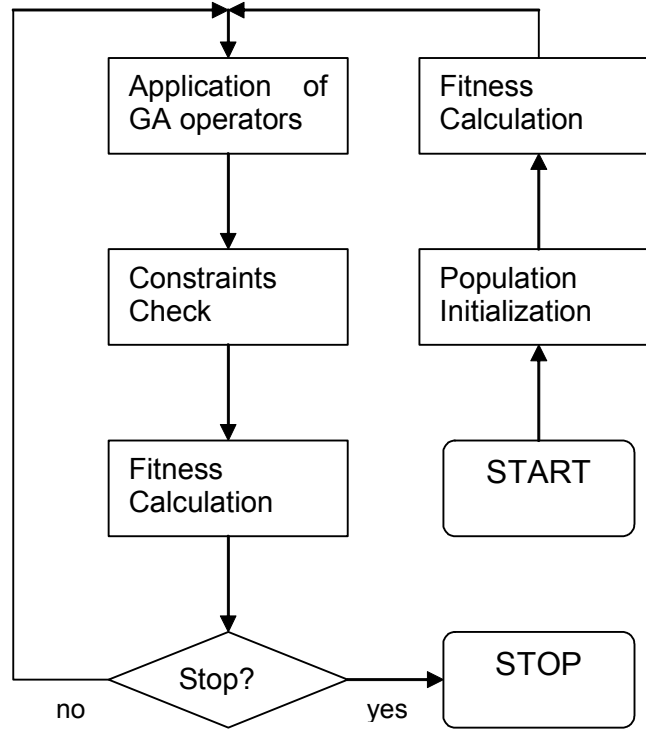 Application of
GA operators
Fitness
Calculation
Constraints
Check
Population
Initialization
Fitness
Calculation
START
Stop?
STOP
no
yes